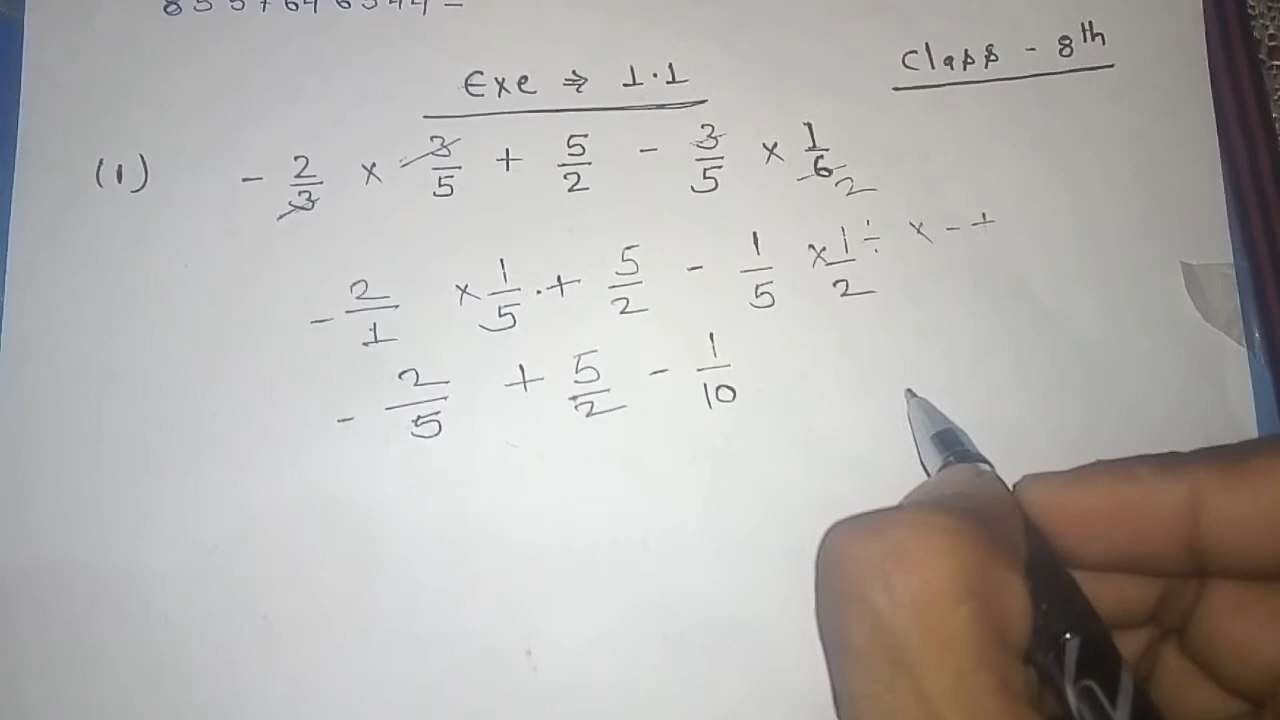 Exe ⇒ 1.1
Class - 8th
(1) - 2/3 × 3/5 + 5/2 - 3/5 × 1/6 2
÷ × - +
- 2/1 × 1/5 . + 5/2 - 1/5 × 1/2
- 2/5 + 5/2 - 1/10